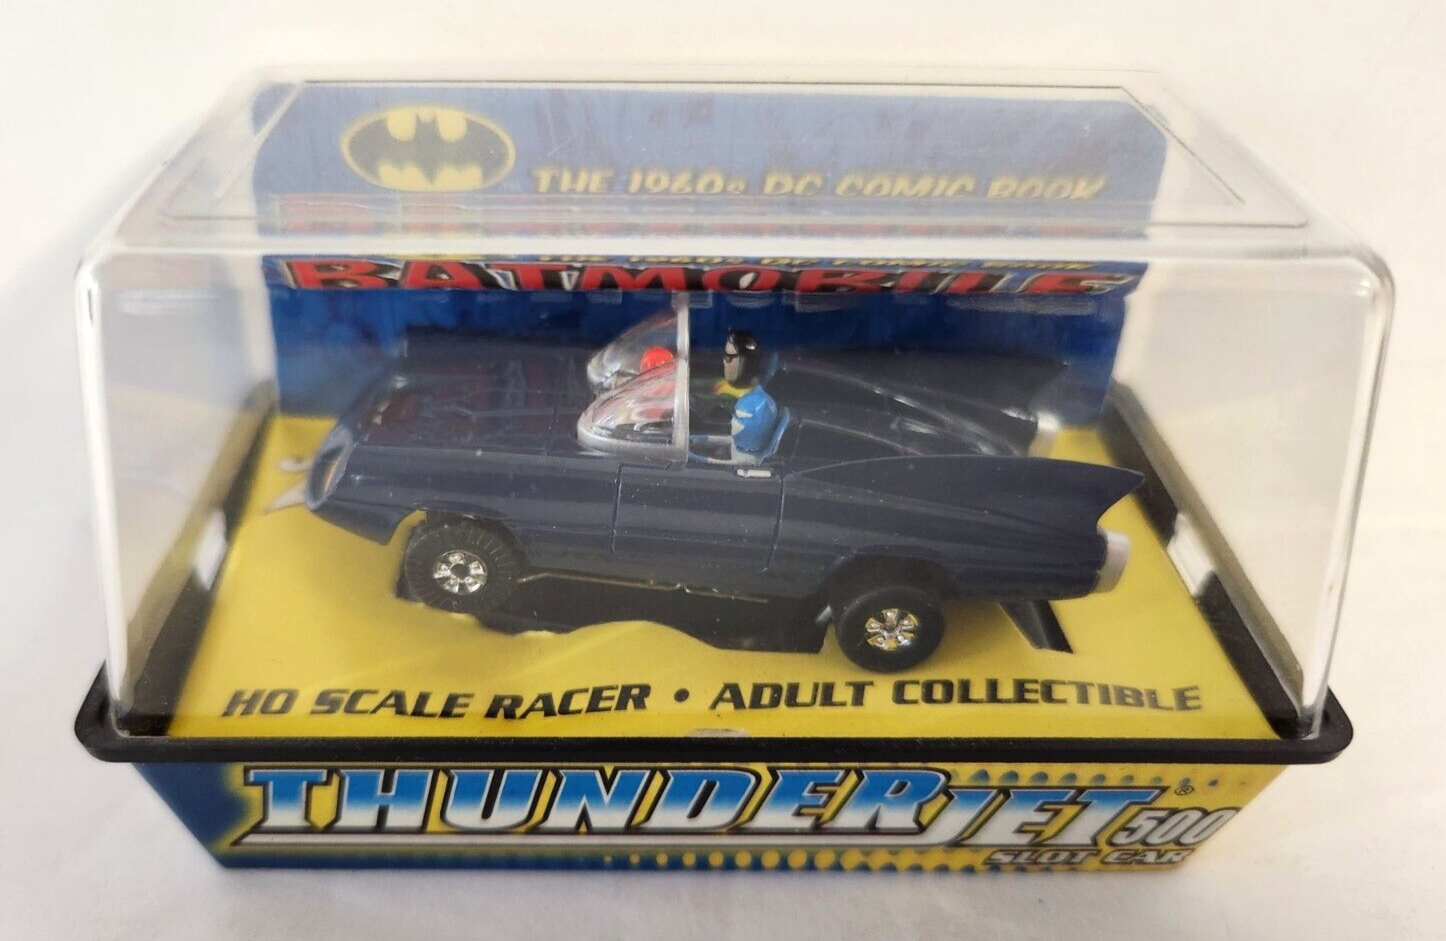 THE 1960s DC COMIC BOOK
BATMOBILE
HO SCALE RACER • ADULT COLLECTIBLE
THUNDERJET® 500
SLOT CAR